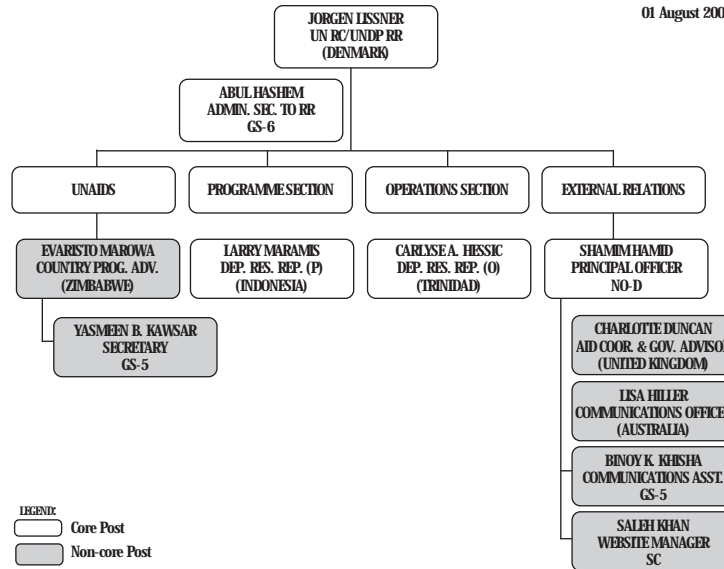 01 August 200
JORGEN LISSNER
UN RC/UNDP RR
(DENMARK)
ABUL HASHEM
ADMIN. SEC. TO RR
GS-6
UNAIDS
PROGRAMME SECTION
OPERATIONS SECTION
EXTERNAL RELATIONS
EVARISTO MAROWA
COUNTRY PROG. ADV.
(ZIMBABWE)
LARRY MARAMIS
DEP. RES. REP. (P)
(INDONESIA)
CARLYSE A. HESSIC
DEP. RES. REP. (O)
(TRINIDAD)
SHAMIM HAMID
PRINCIPAL OFFICER
NO-D
YASMEEN B. KAWSAR
SECRETARY
GS-5
CHARLOTTE DUNCAN
AID COOR. & GOV. ADVISO
(UNITED KINGDOM)
LISA HILLER
COMMUNICATIONS OFFICE
(AUSTRALIA)
BINOY K. KHISHA
COMMUNICATIONS ASST.
GS-5
SALEH KHAN
WEBSITE MANAGER
SC
LEGEND:
Core Post
Non-core Post